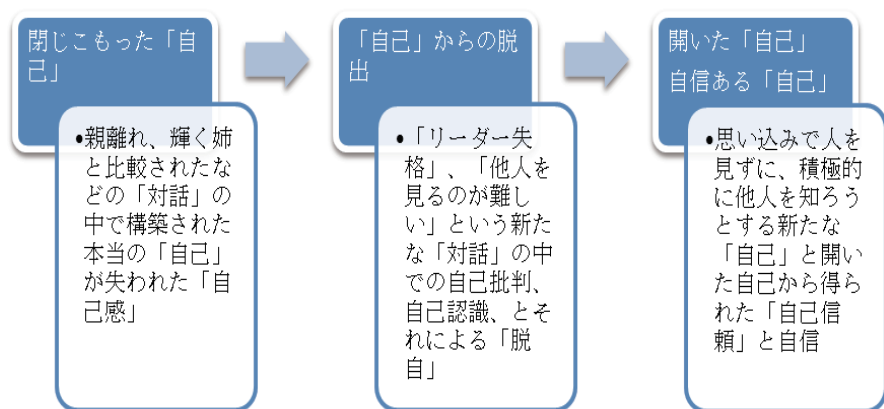 閉じこもった「自
己」
•親離れ、輝く姉
と比較されたな
どの「対話」の
中で構築された
本当の「自己」
が失われた「自
己感」
「自己」からの脱
出
•「リーダー失
格」、「他人を
見るのが難し
い」という新た
な「対話」の中
での自己批判、
自己認識、とそ
れによる「脱
自」
開いた「自己」
自信ある「自己」
•思い込みで人を
見ずに、積極的
に他人を知ろう
とする新たな
「自己」と開い
た自己から得ら
れた「自己信
頼」と自信